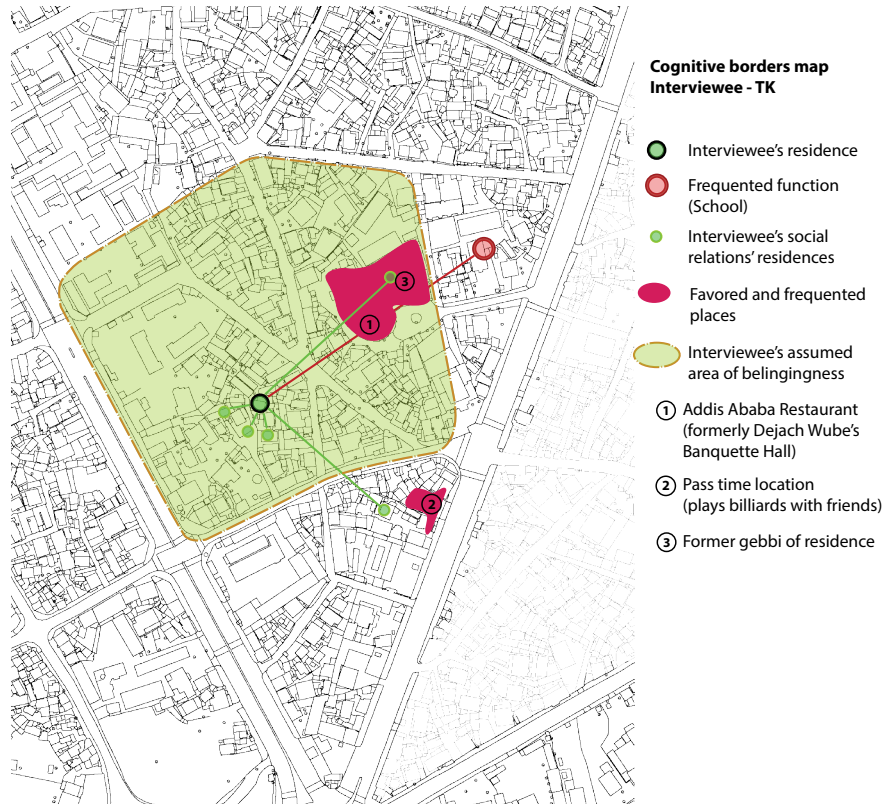 Cognitive borders map
Interviewee - TK
Interviewee's residence
Frequented function
(School)
Interviewee's social
relations' residences
Favored and frequented
places
Interviewee's assumed
area of belingingness
1 Addis Ababa Restaurant
(formerly Dejach Wube's
Banquette Hall)
2 Pass time location
(plays billiards with friends)
3 Former gebbi of residence
3
1
2